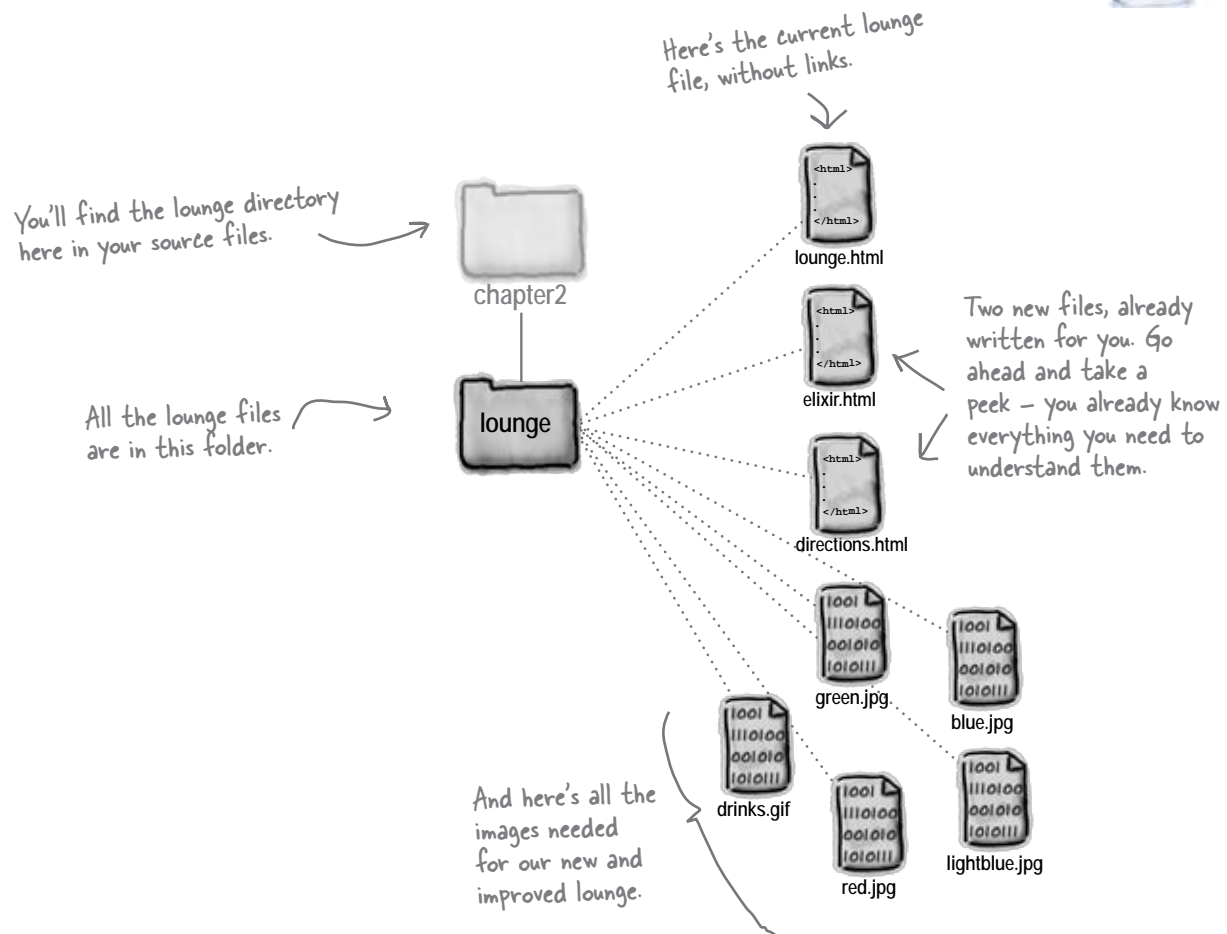 Here's the current lounge
file, without links.
<html>
.
.
.
</html>
lounge.html
You'll find the lounge directory
here in your source files.
chapter2
<html>
.
.
.
</html>
elixir.html
Two new files, already
written for you. Go
ahead and take a
peek – you already know
everything you need to
understand them.
All the lounge files
are in this folder.
lounge
<html>
.
.
.
</html>
directions.html
1001
1110100
001010
1010111
green.jpg
1001
1110100
001010
1010111
blue.jpg
1001
1110100
001010
1010111
drinks.gif
1001
1110100
001010
1010111
red.jpg
1001
1110100
001010
1010111
lightblue.jpg
And here's all the
images needed
for our new and
improved lounge.